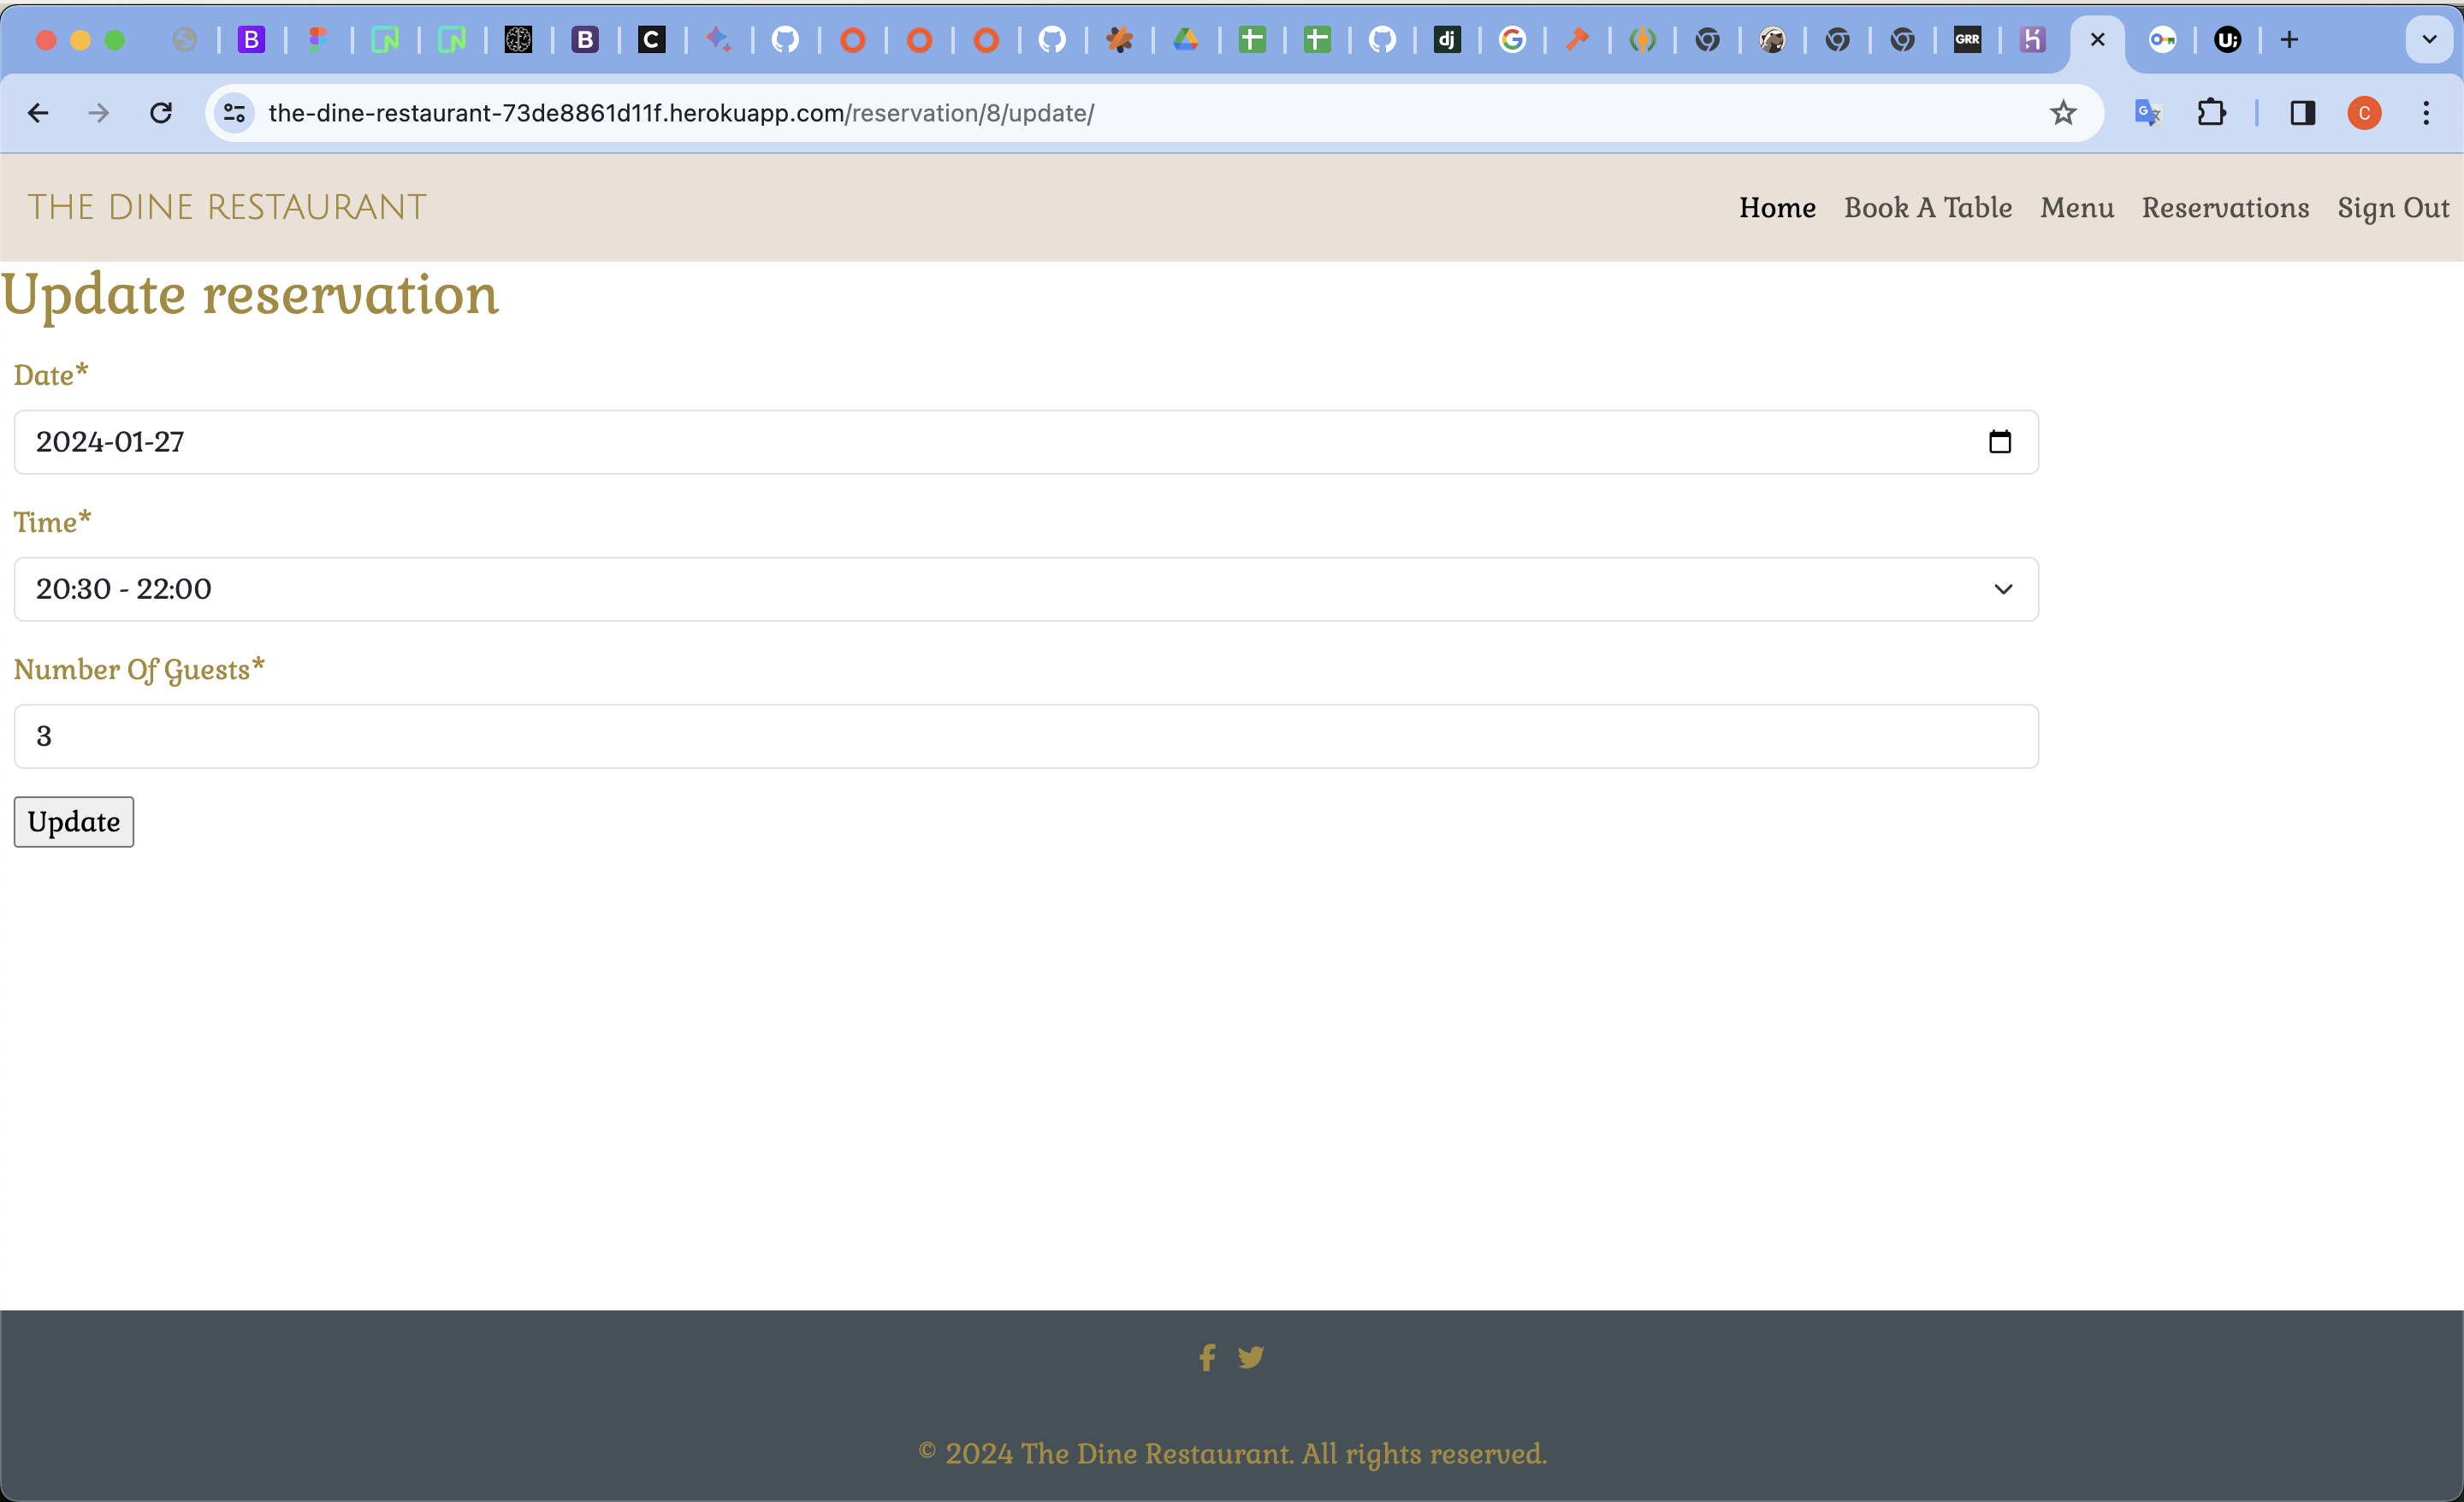 B
B
C
dj
G
GRR
U;
the-dine-restaurant-73de8861d11f.herokuapp.com/reservation/8/update/
C
THE DINE RESTAURANT
Home Book A Table Menu Reservations Sign Out
Update reservation
Date*
2024-01-27
Time*
20:30 - 22:00
Number Of Guests*
3
Update
© 2024 The Dine Restaurant. All rights reserved.